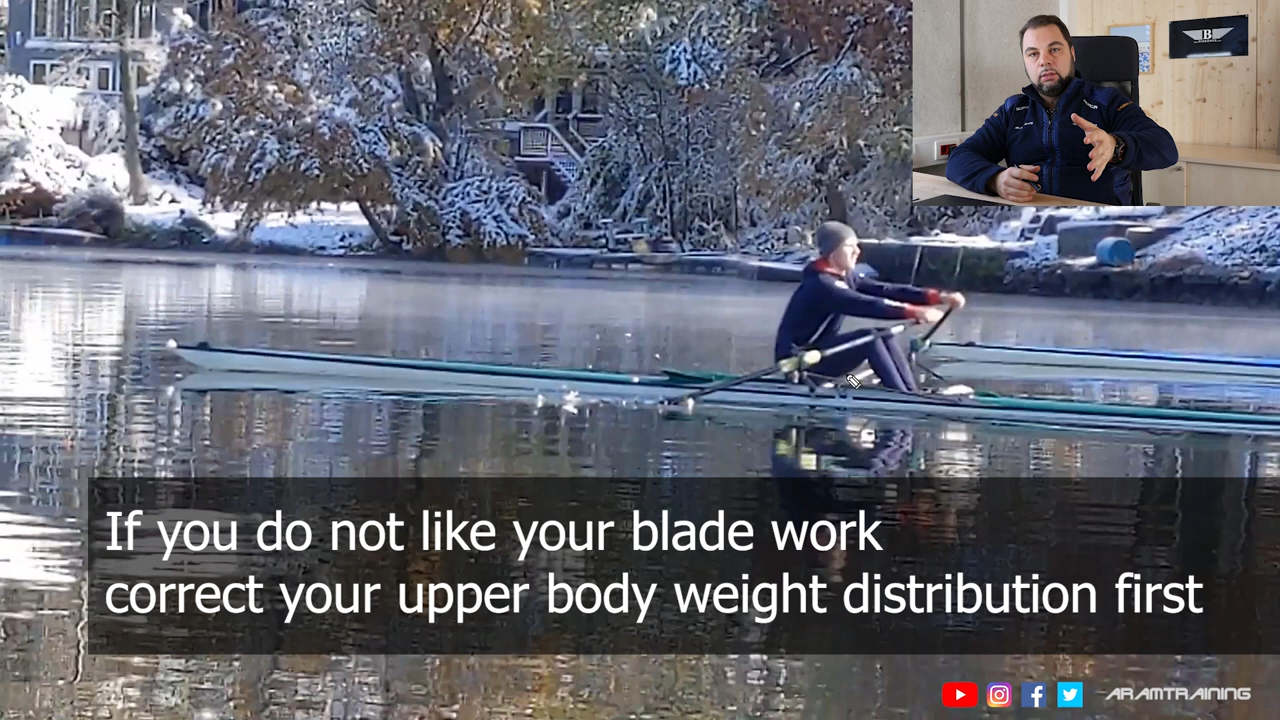 B
If you do not like your blade work
correct your upper body weight distribution first
ARAMTRAINING